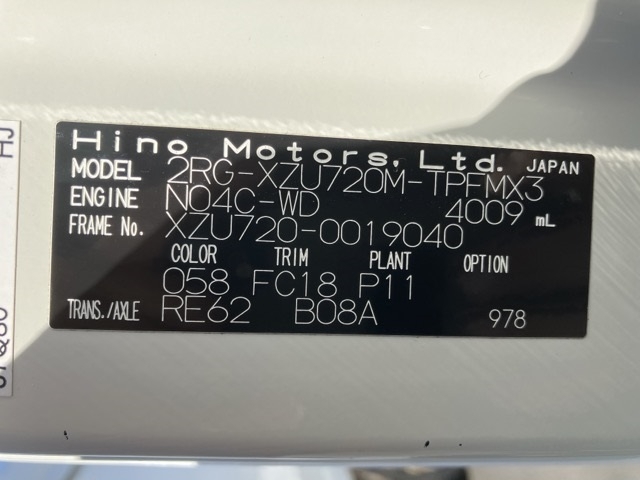 Hino Motors, Ltd. JAPAN
MODEL 2RG-XZU720M-TPFMX3
ENGINE N04C-WD 4009 mL
FRAME No. XZU720-0019040
COLOR TRIM PLANT OPTION
058 FC18 P11
TRANS./AXLE RE62 B08A 978
HJ